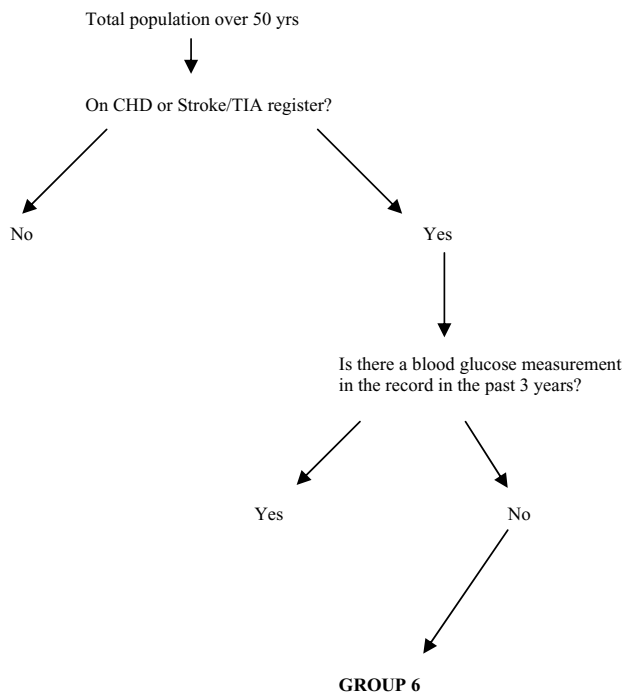 Total population over 50 yrs
On CHD or Stroke/TIA register?
No
Yes
Is there a blood glucose measurement
in the record in the past 3 years?
Yes
No
GROUP 6